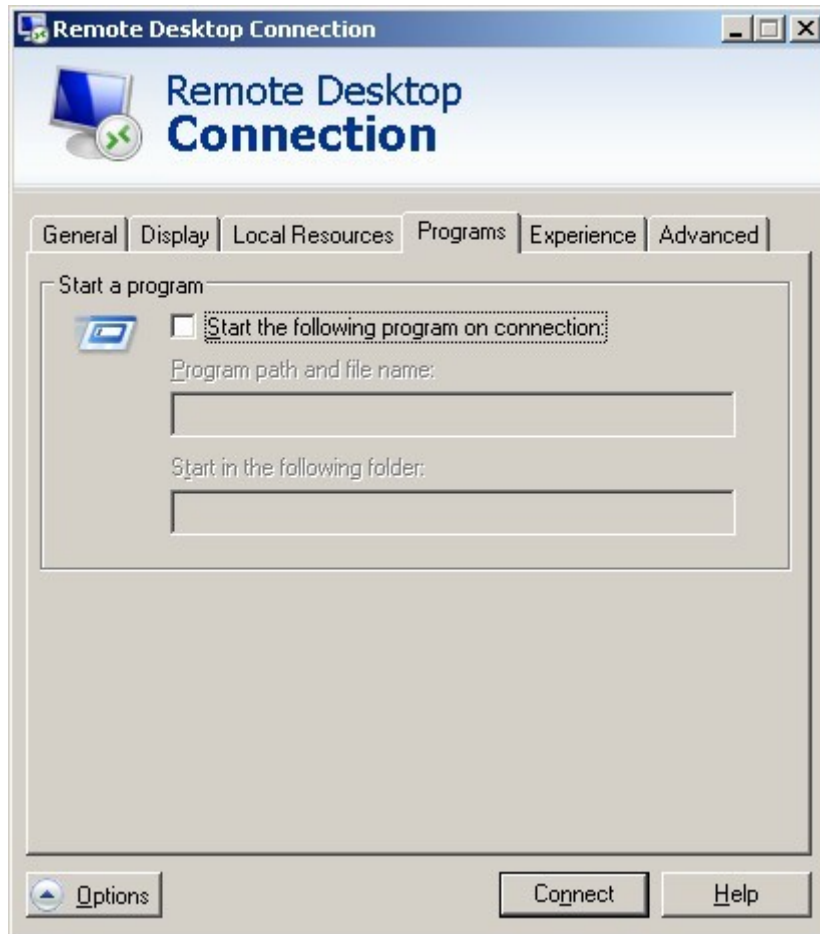 Remote Desktop Connection
Remote Desktop
Connection
General Display Local Resources Programs Experience Advanced
Start a program
Start the following program on connection:
Program path and file name:
Start in the following folder:
Options Connect Help